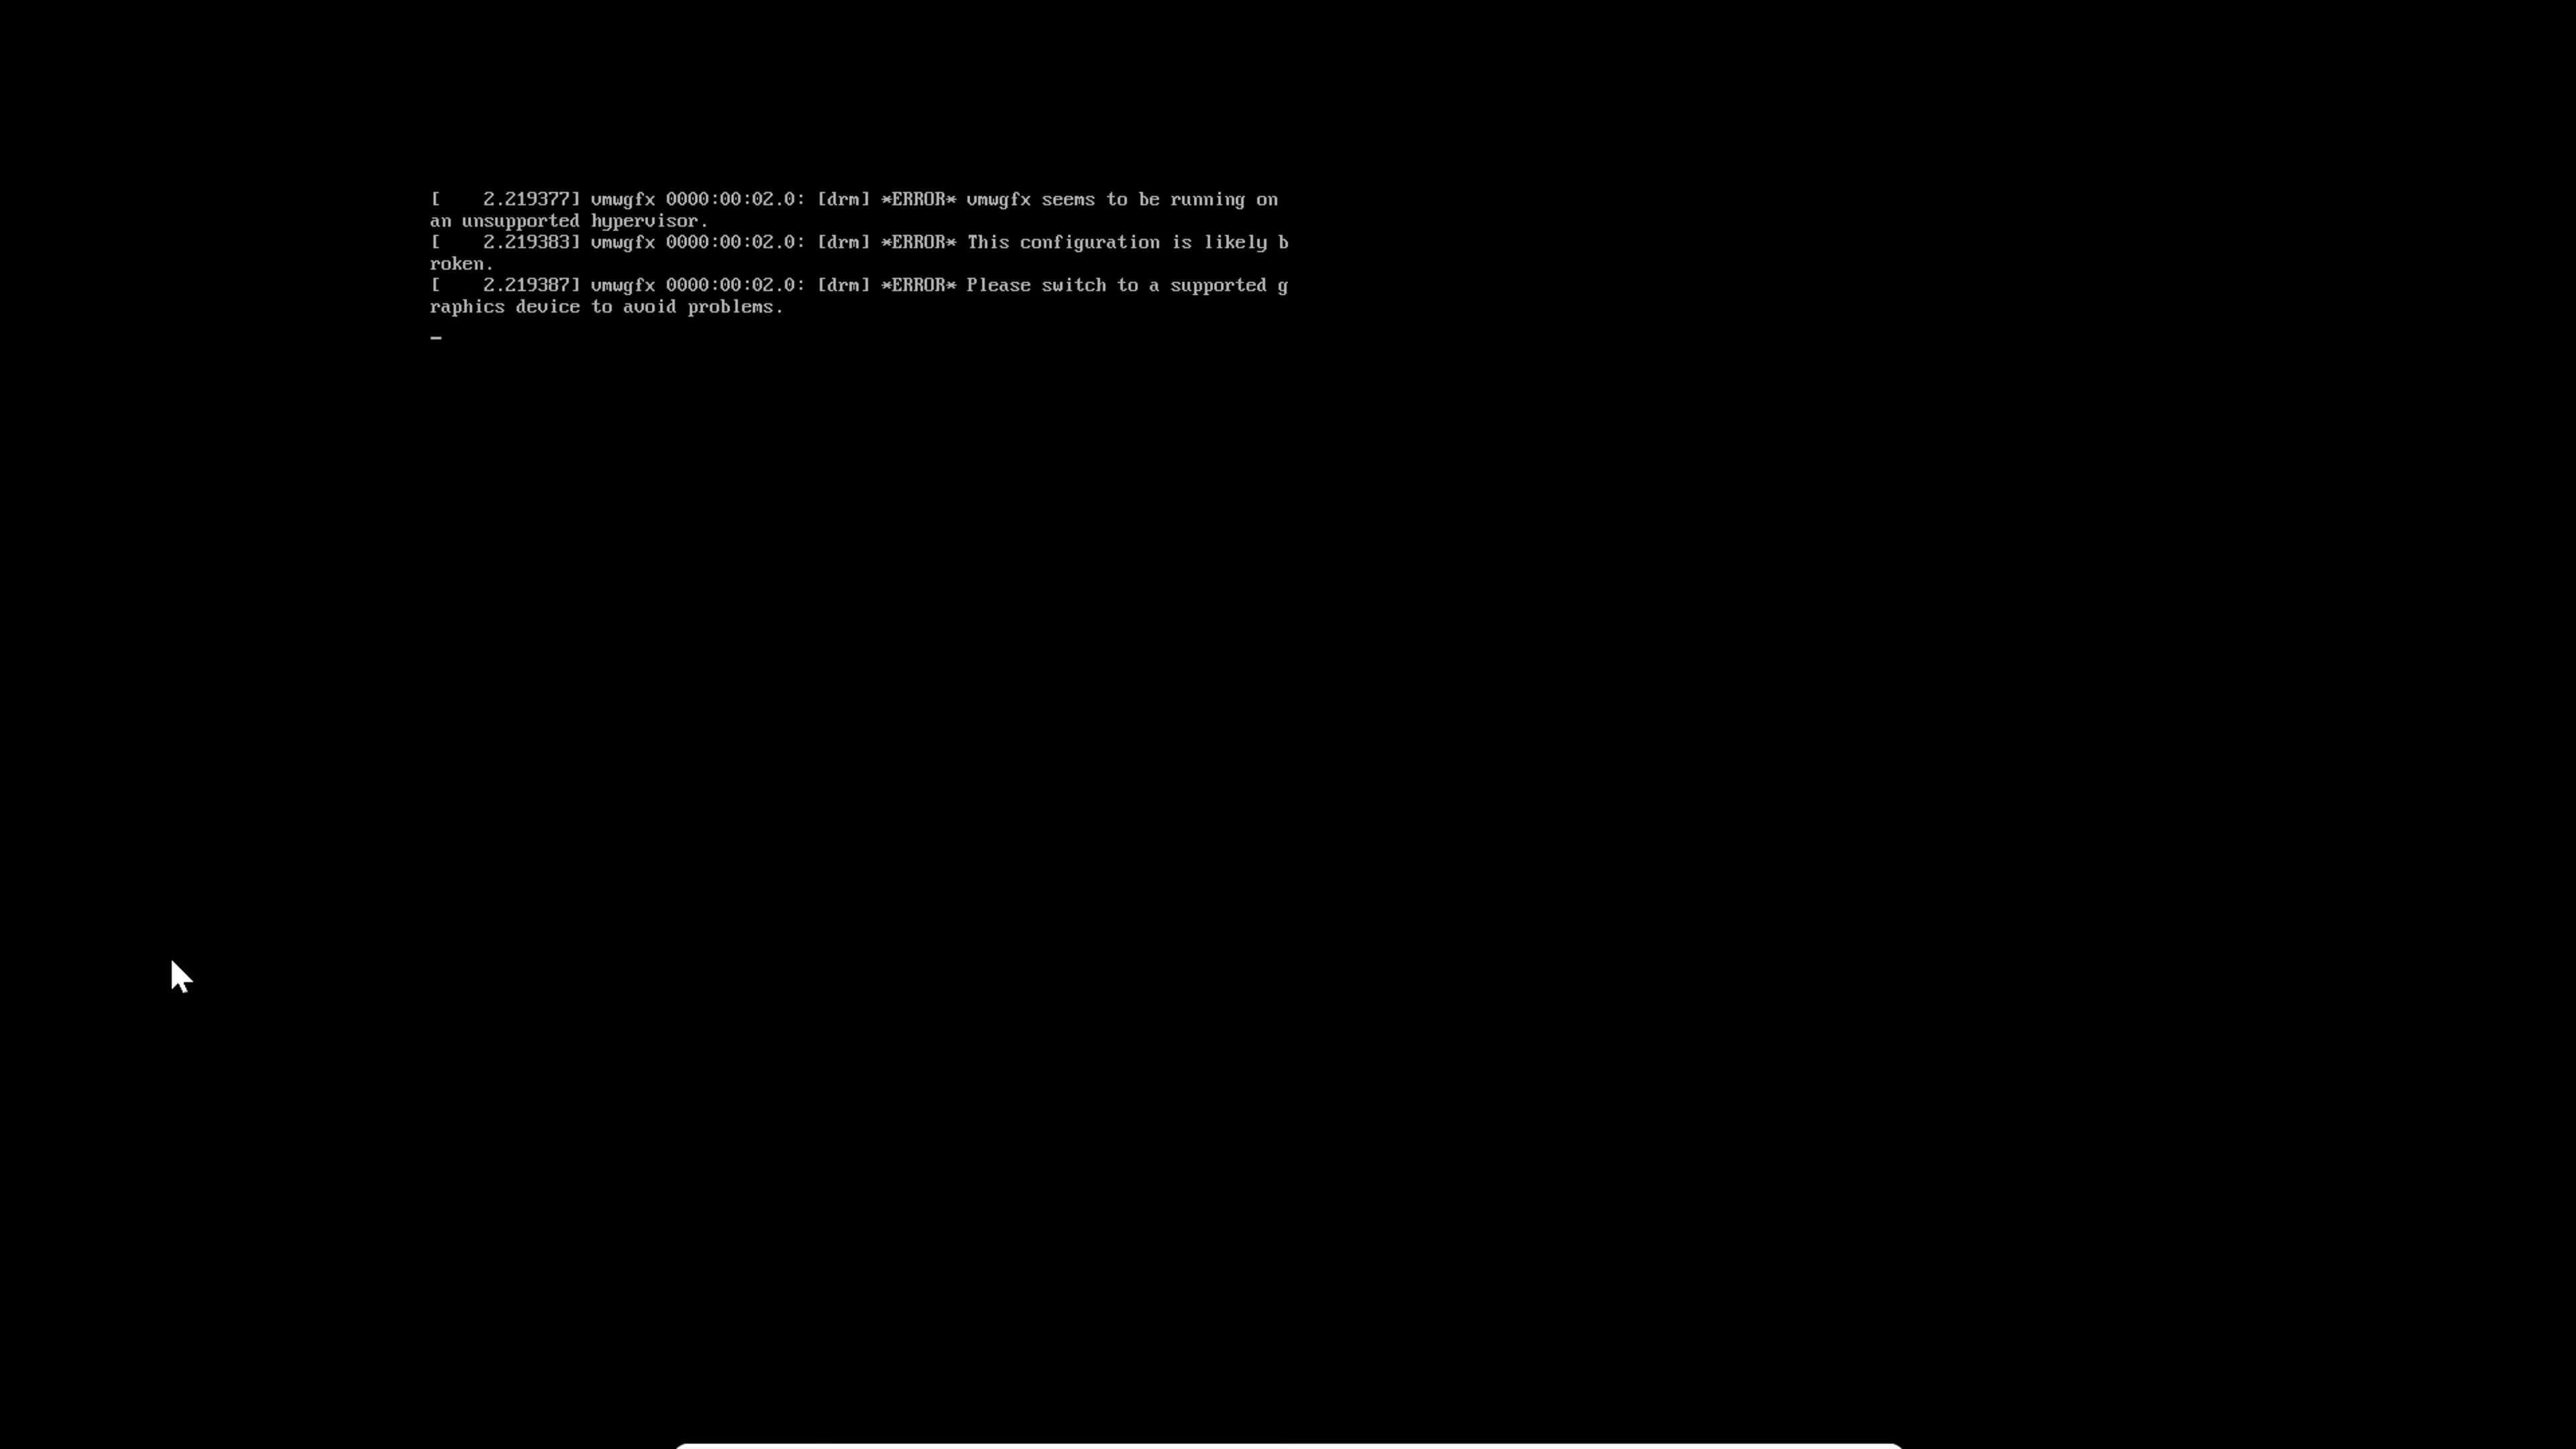 [    2.219377] vmwgfx 0000:00:02.0: [drm] *ERROR* vmwgfx seems to be running on
an unsupported hypervisor.
[    2.219383] vmwgfx 0000:00:02.0: [drm] *ERROR* This configuration is likely b
roken.
[    2.219387] vmwgfx 0000:00:02.0: [drm] *ERROR* Please switch to a supported g
raphics device to avoid problems.